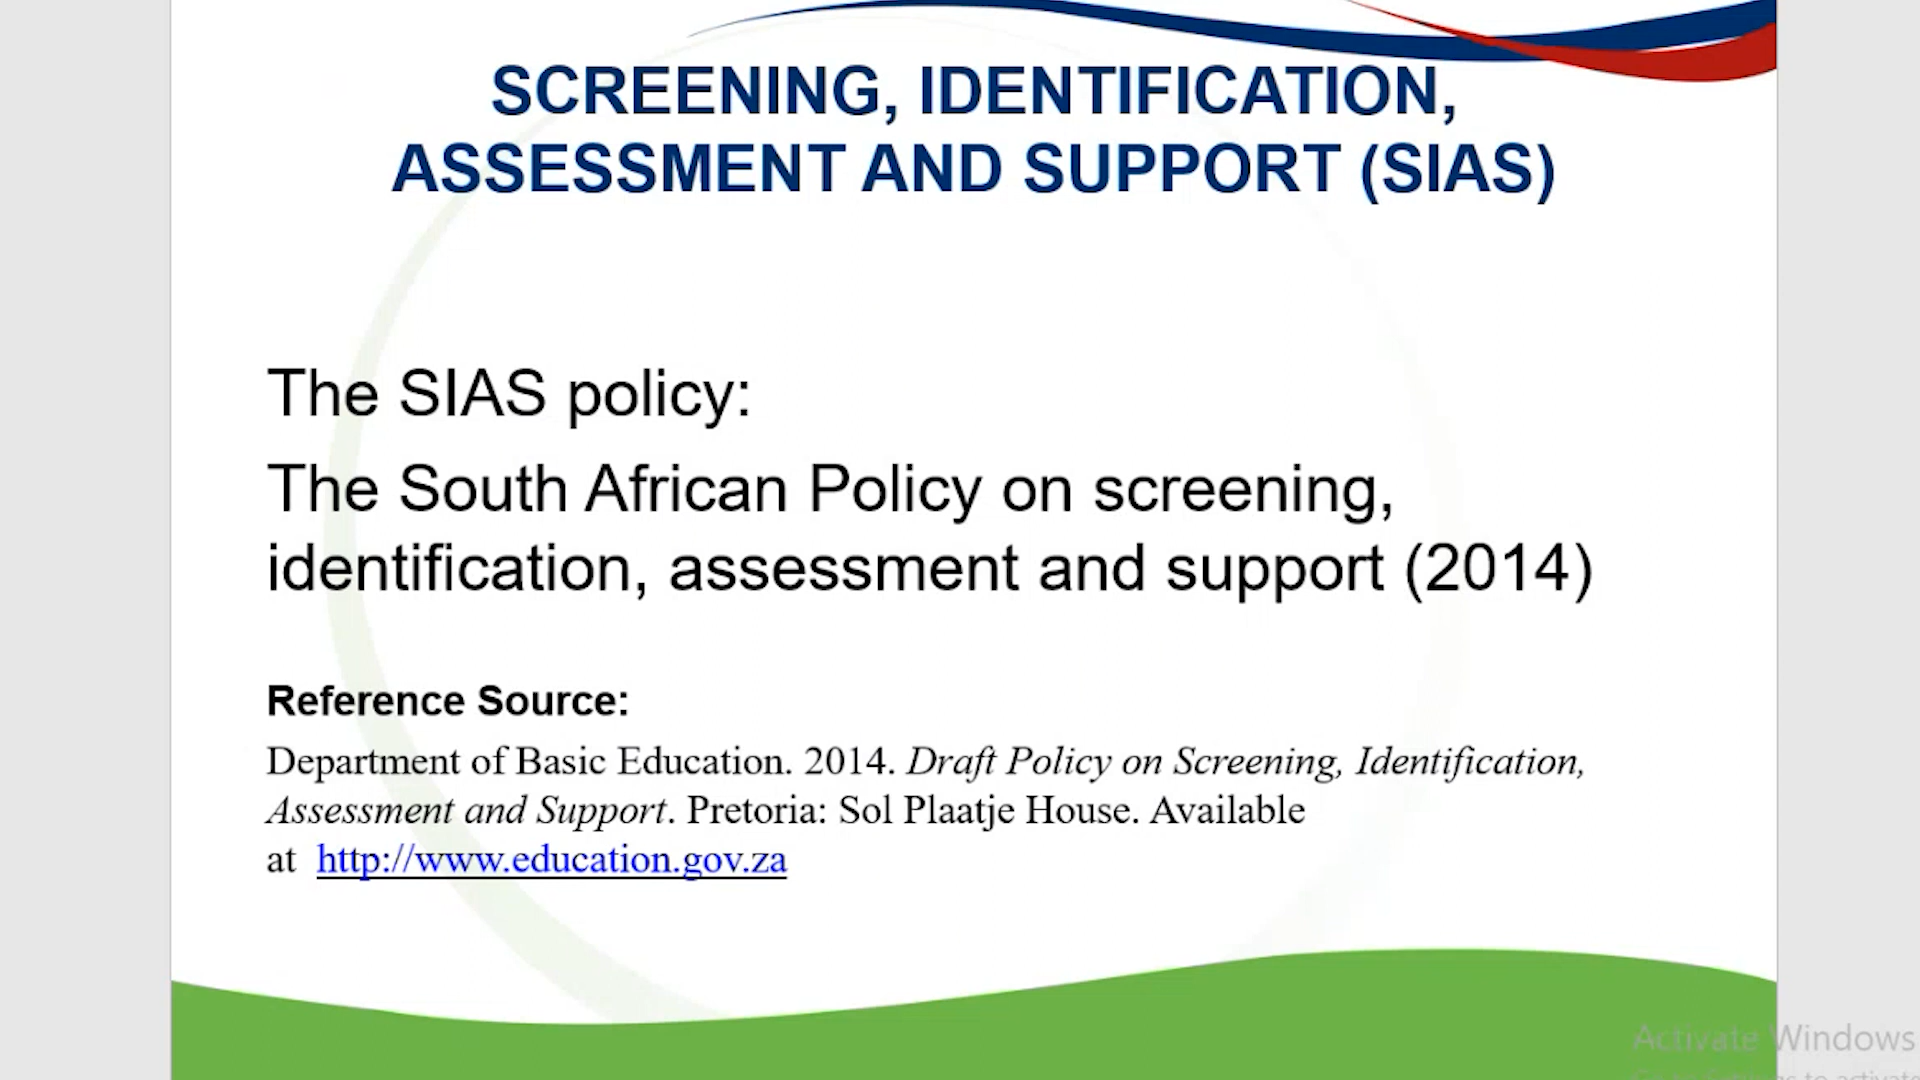 SCREENING, IDENTIFICATION,
ASSESSMENT AND SUPPORT (SIAS)
The SIAS policy:
The South African Policy on screening,
identification, assessment and support (2014)
Reference Source:
Department of Basic Education. 2014. Draft Policy on Screening, Identification,
Assessment and Support. Pretoria: Sol Plaatje House. Available
at http://www.education.gov.za
Activate Windows